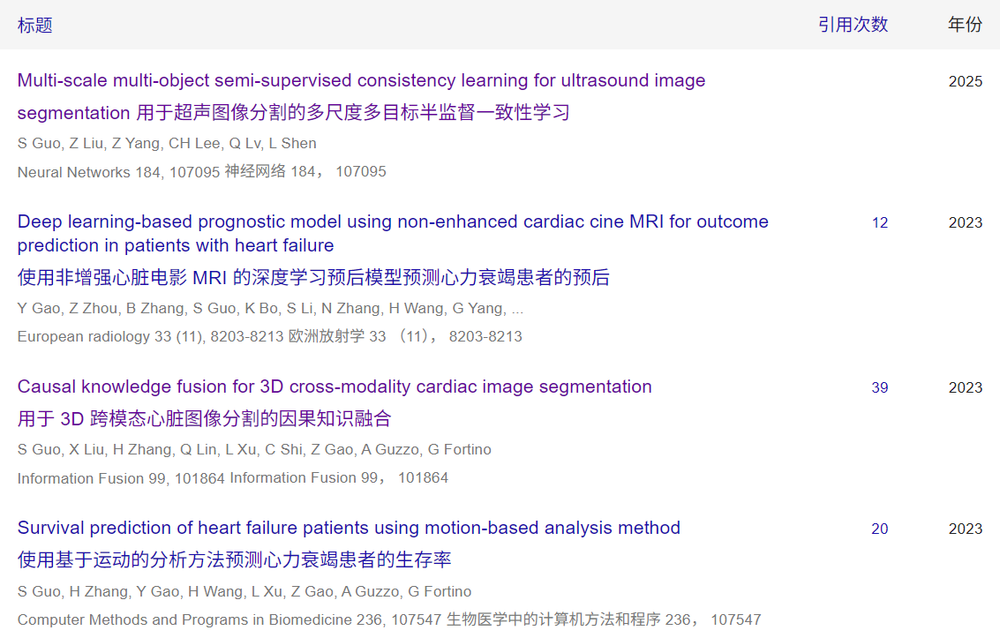 标题 引用次数 年份
Multi-scale multi-object semi-supervised consistency learning for ultrasound image 2025
segmentation 用于超声图像分割的多尺度多目标半监督一致性学习
S Guo, Z Liu, Z Yang, CH Lee, Q Lv, L Shen
Neural Networks 184, 107095 神经网络 184， 107095
Deep learning-based prognostic model using non-enhanced cardiac cine MRI for outcome 12 2023
prediction in patients with heart failure
使用非增强心脏电影 MRI 的深度学习预后模型预测心力衰竭患者的预后
Y Gao, Z Zhou, B Zhang, S Guo, K Bo, S Li, N Zhang, H Wang, G Yang, ...
European radiology 33 (11), 8203-8213 欧洲放射学 33 （11）， 8203-8213
Causal knowledge fusion for 3D cross-modality cardiac image segmentation 39 2023
用于 3D 跨模态心脏图像分割的因果知识融合
S Guo, X Liu, H Zhang, Q Lin, L Xu, C Shi, Z Gao, A Guzzo, G Fortino
Information Fusion 99, 101864 Information Fusion 99， 101864
Survival prediction of heart failure patients using motion-based analysis method 20 2023
使用基于运动的分析方法预测心力衰竭患者的生存率
S Guo, H Zhang, Y Gao, H Wang, L Xu, Z Gao, A Guzzo, G Fortino
Computer Methods and Programs in Biomedicine 236, 107547 生物医学中的计算机方法和程序 236， 107547